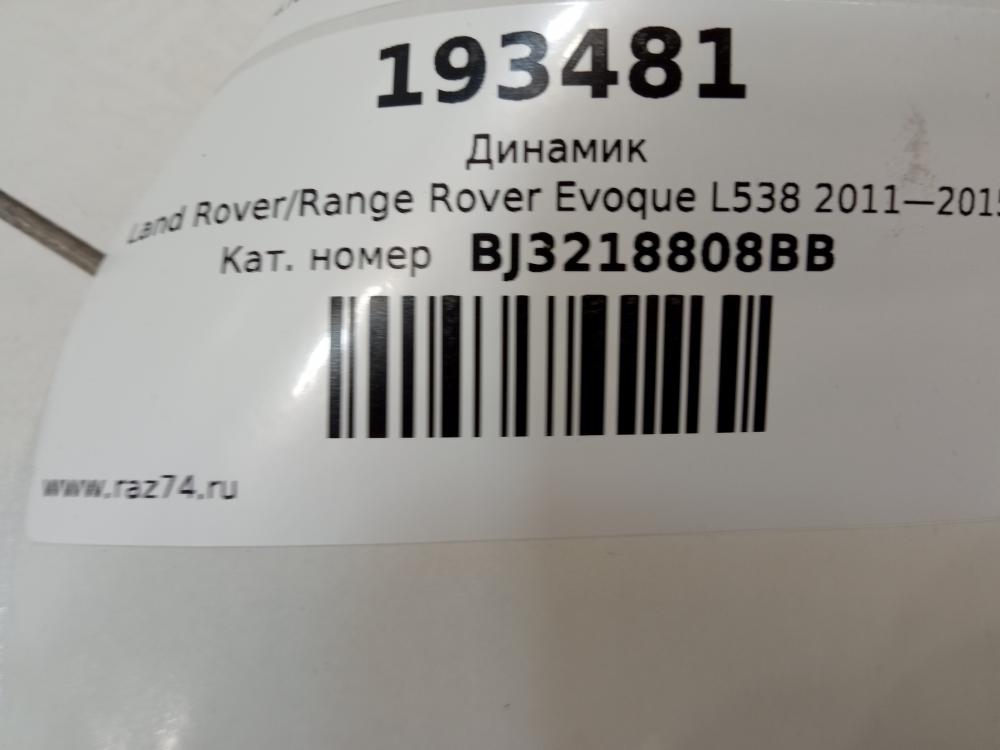 193481
Динамик
Land Rover/Range Rover Evoque L538 2011—2015
Кат. номер BJ3218808BB
www.raz74.ru